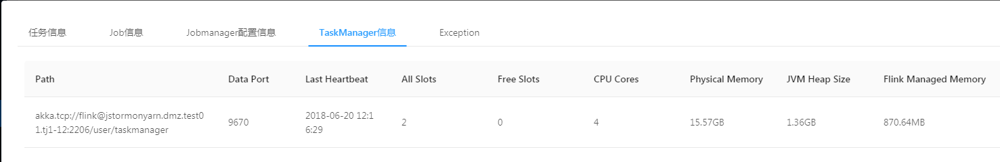 任务信息 Job信息 Jobmanager配置信息 TaskManager信息 Exception
Path Data Port Last Heartbeat All Slots Free Slots CPU Cores Physical Memory JVM Heap Size Flink Managed Memory
akka.tcp://flink@jstormonyarn.dmz.test0 2018-06-20 12:1
9670 2 0 4 15.57GB 1.36GB 870.64MB
1.tj1-12:2206/user/taskmanager 6:29